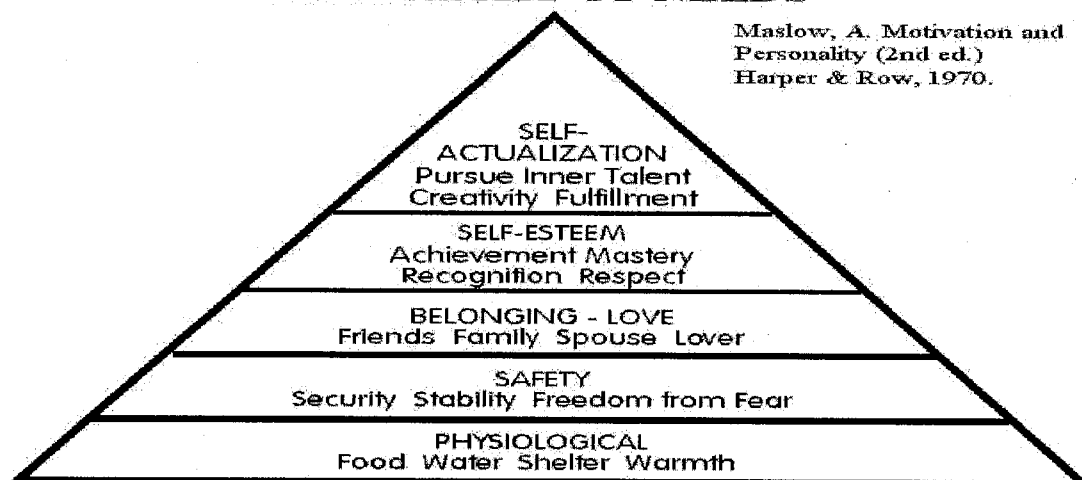 Maslow, A. Motivation and
Personality (2nd ed.)
Harper & Row, 1970.
SELF-
ACTUALIZATION
Pursue Inner Talent
Creativity Fulfillment
SELF-ESTEEM
Achievement Mastery
Recognition Respect
BELONGING - LOVE
Friends Family Spouse Lover
SAFETY
Security Stability Freedom from Fear
PHYSIOLOGICAL
Food Water Shelter Warmth